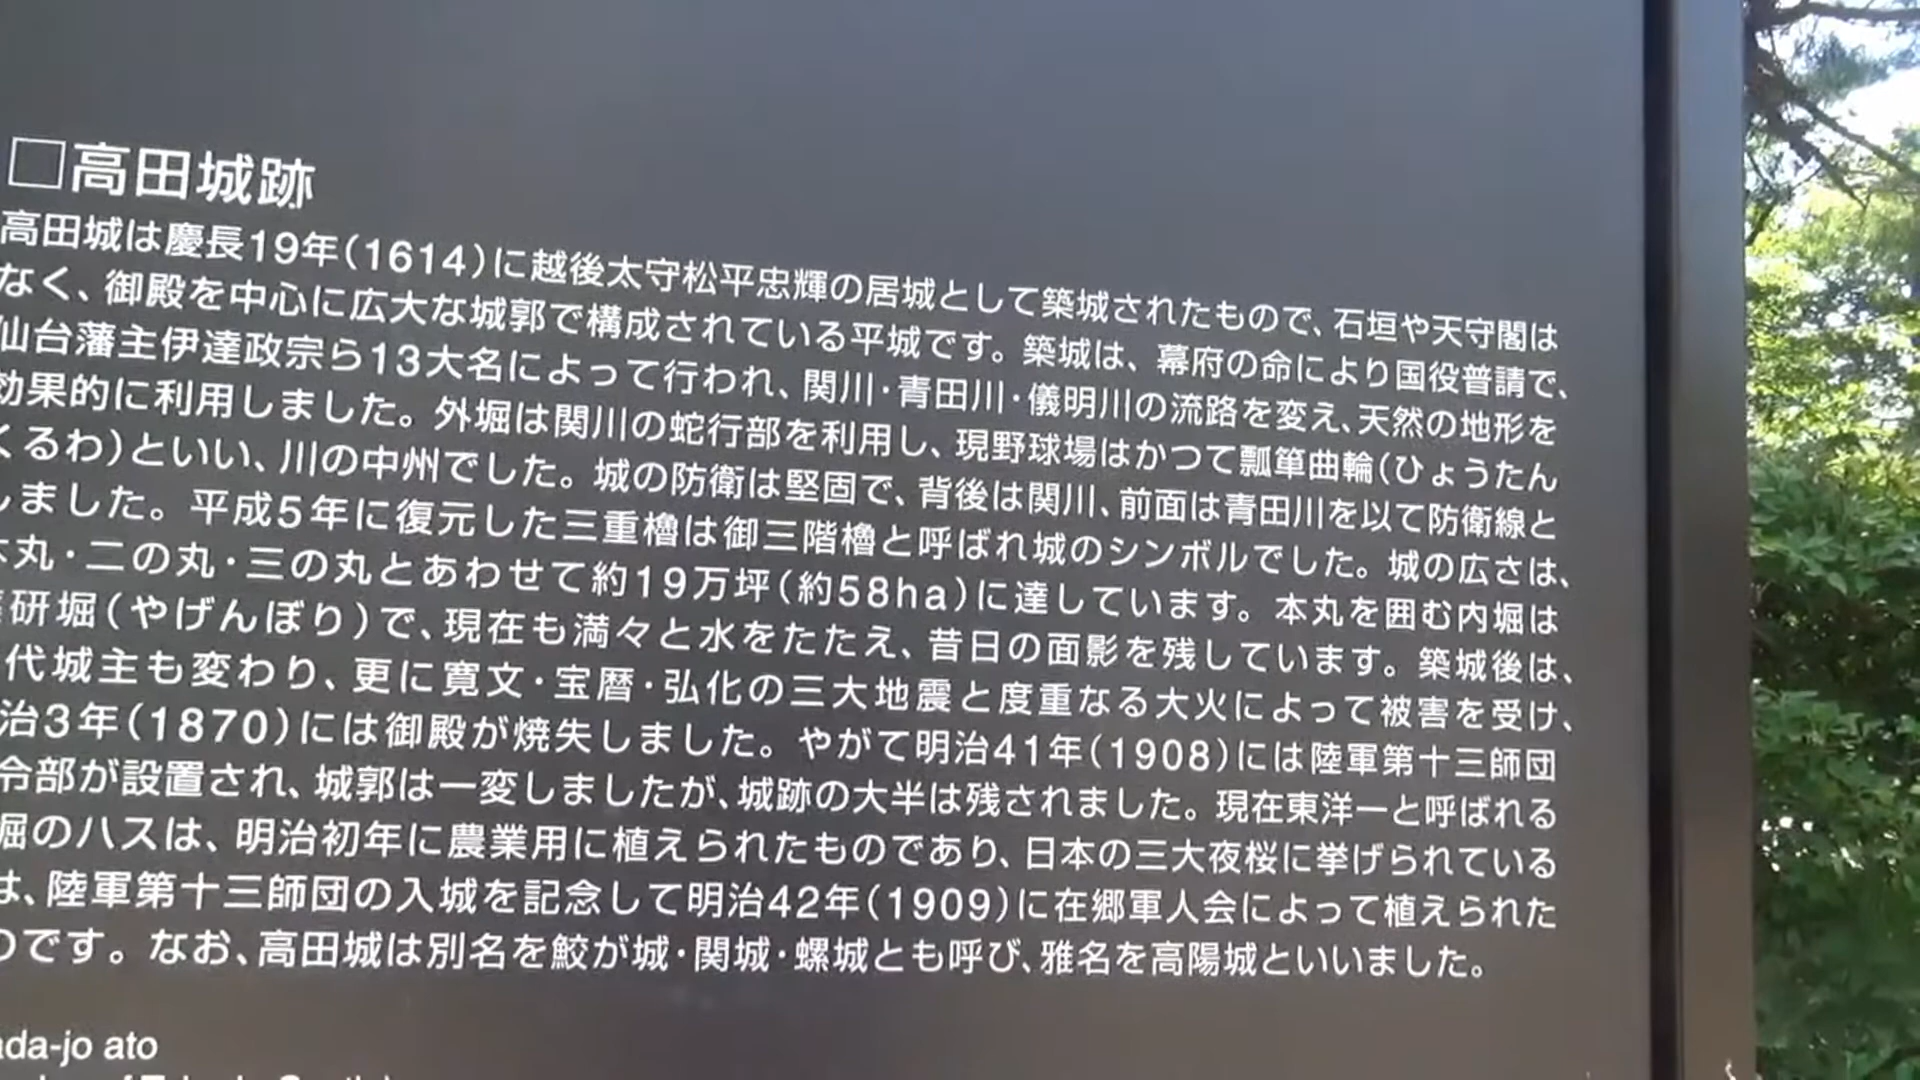 □高田城跡
高田城は慶長19年(1614)に越後太守松平忠輝の居城として築城されたもので、石垣や天守閣は
なく、御殿を中心に広大な城郭で構成されている平城です。築城は、幕府の命により国役普請で、
仙台藩主伊達政宗ら13大名によって行われ、関川・青田川・儀明川の流路を変え、天然の地形を
効果的に利用しました。外堀は関川の蛇行部を利用し、現野球場はかつて瓢箪曲輪(ひょうたん
くるわ)といい、川の中州でした。城の防衛は堅固で、背後は関川、前面は青田川を以て防衛線と
しました。平成5年に復元した三重櫓は御三階櫓と呼ばれ城のシンボルでした。城の広さは、
本丸・二の丸・三の丸とあわせて約19万坪(約58ha)に達しています。本丸を囲む内堀は
研堀(やげんぼり)で、現在も満々と水をたたえ、昔日の面影を残しています。築城後は、
代城主も変わり、更に寛文・宝暦・弘化の三大地震と度重なる大火によって被害を受け、
治3年(1870)には御殿が焼失しました。やがて明治41年(1908)には陸軍第十三師団
令部が設置され、城郭は一変しましたが、城跡の大半は残されました。現在東洋一と呼ばれる
堀のハスは、明治初年に農業用に植えられたものであり、日本の三大夜桜に挙げられている
は、陸軍第十三師団の入城を記念して明治42年(1909)に在郷軍人会によって植えられた
のです。なお、高田城は別名を鮫が城・関城・螺城とも呼び、雅名を高陽城といいました。
ada-jo ato